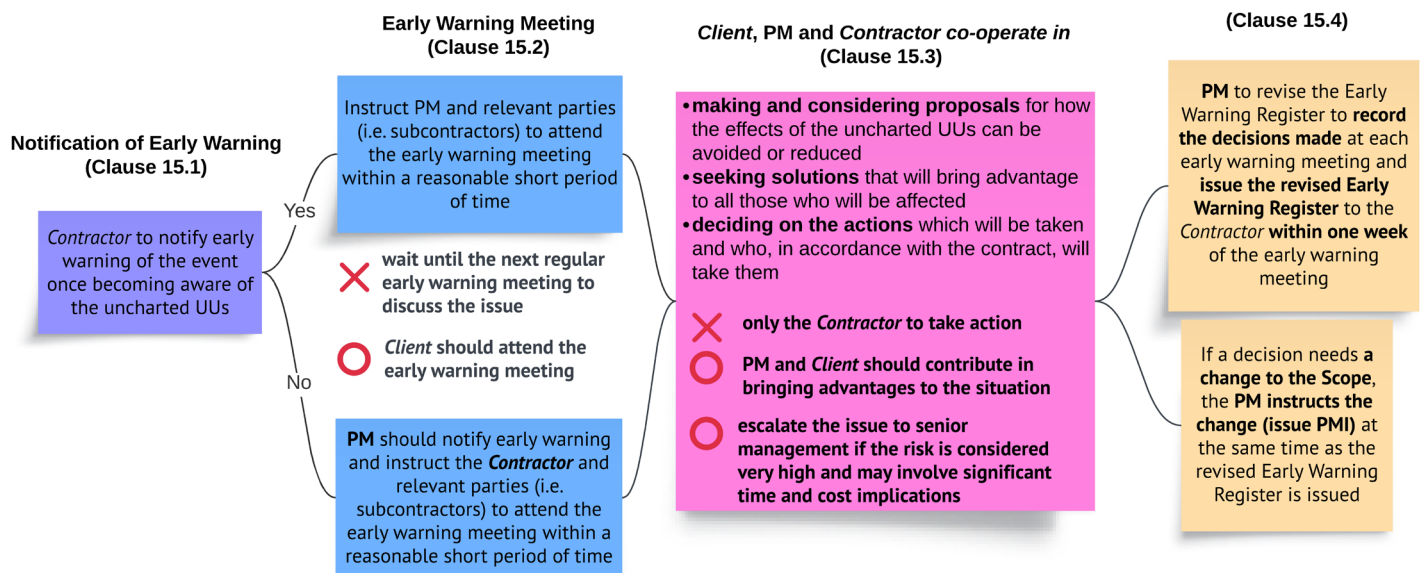 Notification of Early Warning
(Clause 15.1)
Contractor to notify early
warning of the event
once becoming aware of
the uncharted UUs
Yes
No
Early Warning Meeting
(Clause 15.2)
Instruct PM and relevant parties
(i.e. subcontractors) to attend
the early warning meeting
within a reasonable short period
of time
wait until the next regular
early warning meeting to
discuss the issue
Client should attend the
early warning meeting
PM should notify early warning
and instruct the Contractor and
relevant parties (i.e.
subcontractors) to attend the
early warning meeting within a
reasonable short period of time
Client, PM and Contractor co-operate in
(Clause 15.3)
•making and considering proposals for how
the effects of the uncharted UUs can be
avoided or reduced
•seeking solutions that will bring advantage
to all those who will be affected
•deciding on the actions which will be taken
and who, in accordance with the contract, will
take them
only the Contractor to take action
PM and Client should contribute in
bringing advantages to the situation
escalate the issue to senior
management if the risk is considered
very high and may involve significant
time and cost implications
(Clause 15.4)
PM to revise the Early
Warning Register to record
the decisions made at each
early warning meeting and
issue the revised Early
Warning Register to the
Contractor within one week
of the early warning
meeting
If a decision needs a
change to the Scope,
the PM instructs the
change (issue PMI) at
the same time as the
revised Early Warning
Register is issued